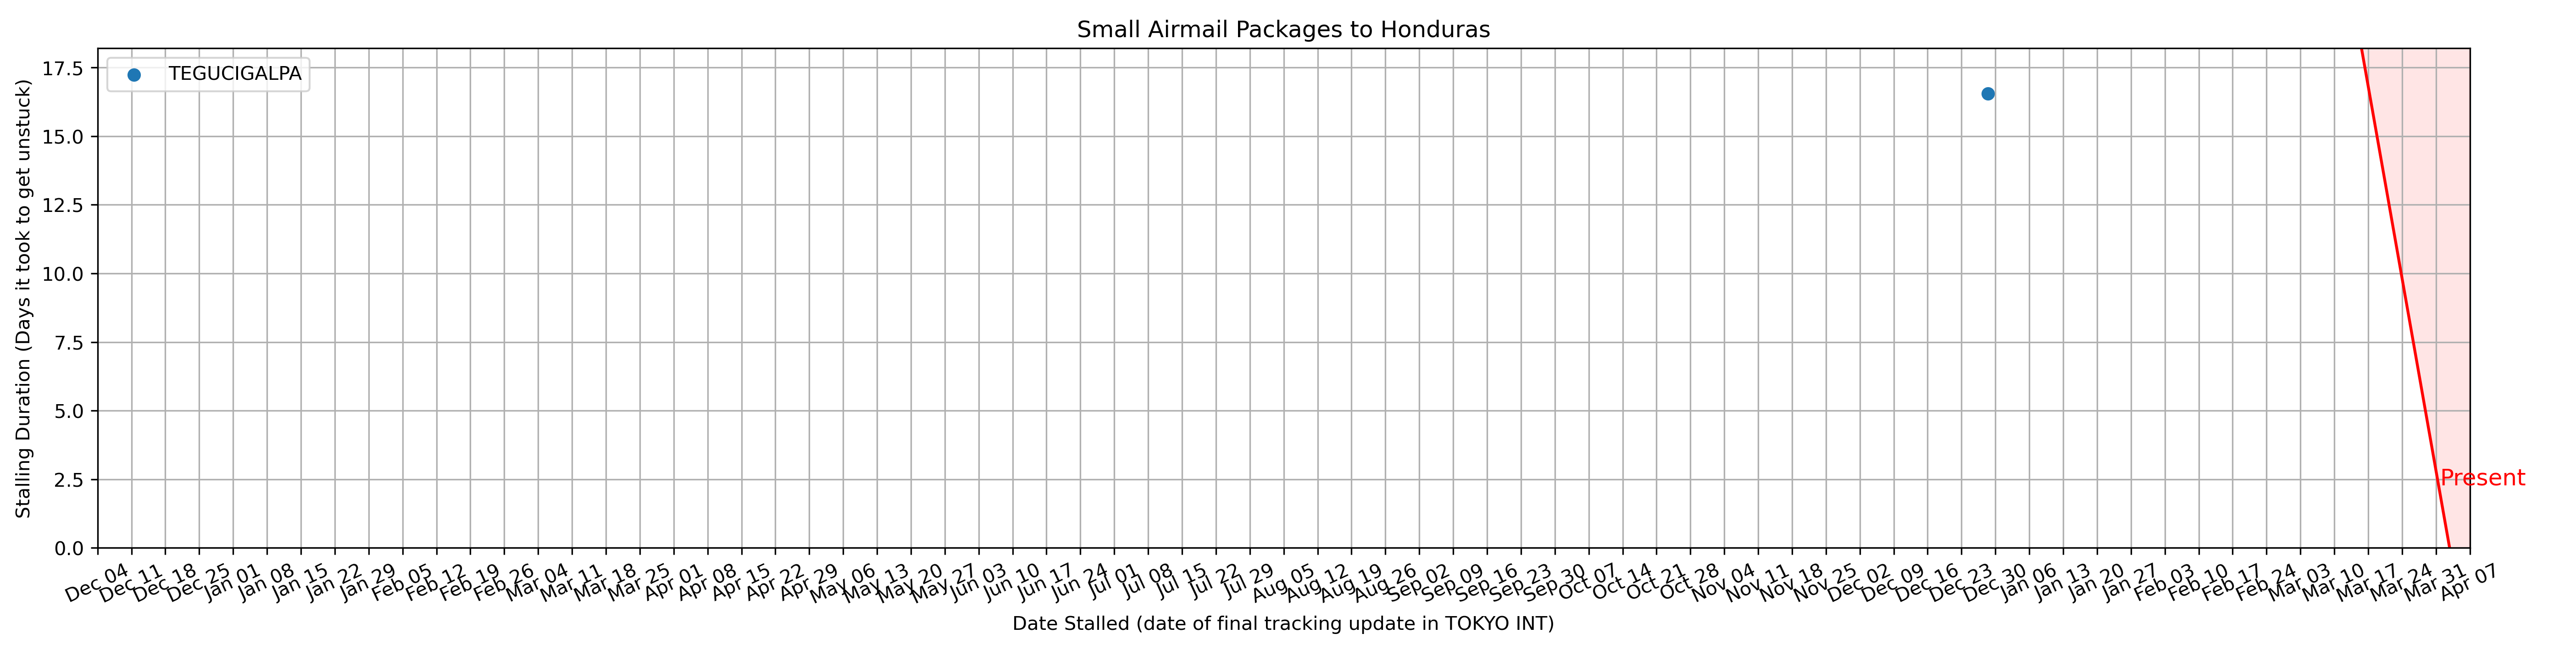 Small Airmail Packages to Honduras
TEGUCIGALPA
Stalling Duration (Days it took to get unstuck)
17.5
15.0
12.5
10.0
7.5
5.0
2.5
0.0
Present
Dec 04
Dec 11
Dec 18
Dec 25
Jan 01
Jan 08
Jan 15
Jan 22
Jan 29
Feb 05
Feb 12
Feb 19
Feb 26
Mar 04
Mar 11
Mar 18
Mar 25
Apr 01
Apr 08
Apr 15
Apr 22
Apr 29
May 06
May 13
May 20
May 27
Jun 03
Jun 10
Jun 17
Jun 24
Jul 01
Jul 08
Jul 15
Jul 22
Jul 29
Aug 05
Aug 12
Aug 19
Aug 26
Sep 02
Sep 09
Sep 16
Sep 23
Sep 30
Oct 07
Oct 14
Oct 21
Oct 28
Nov 04
Nov 11
Nov 18
Nov 25
Dec 02
Dec 09
Dec 16
Dec 23
Dec 30
Jan 06
Jan 13
Jan 20
Jan 27
Feb 03
Feb 10
Feb 17
Feb 24
Mar 03
Mar 10
Mar 17
Mar 24
Mar 31
Apr 07
Date Stalled (date of final tracking update in TOKYO INT)